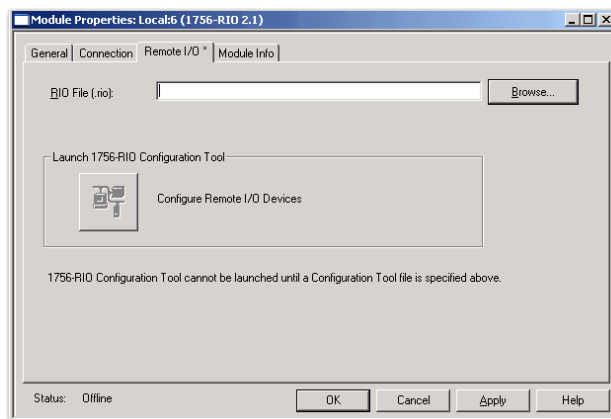 Module Properties: Local:6 (1756-RIO 2.1)
General Connection Remote I/O * Module Info
RIO File (.rio): Browse...
Launch 1756-RIO Configuration Tool
Configure Remote I/O Devices
1756-RIO Configuration Tool cannot be launched until a Configuration Tool file is specified above.
Status: Offline OK Cancel Apply Help